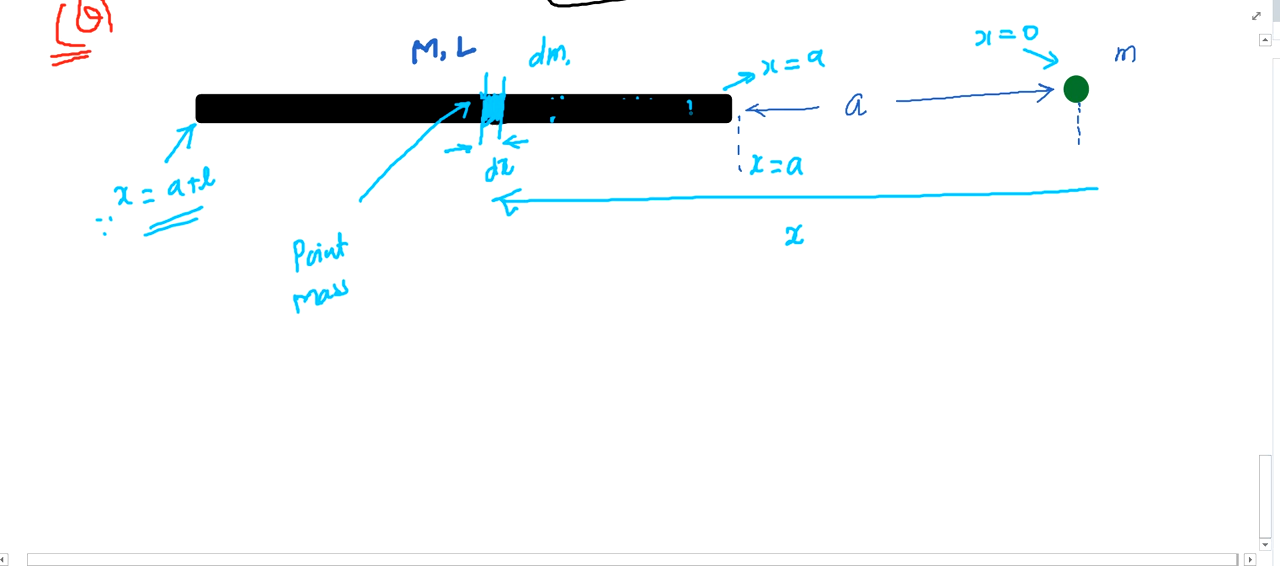 Q
M, L
dm,
x = a
x = 0
m
a
dx
x = a
x = a+l
x
Point
mass